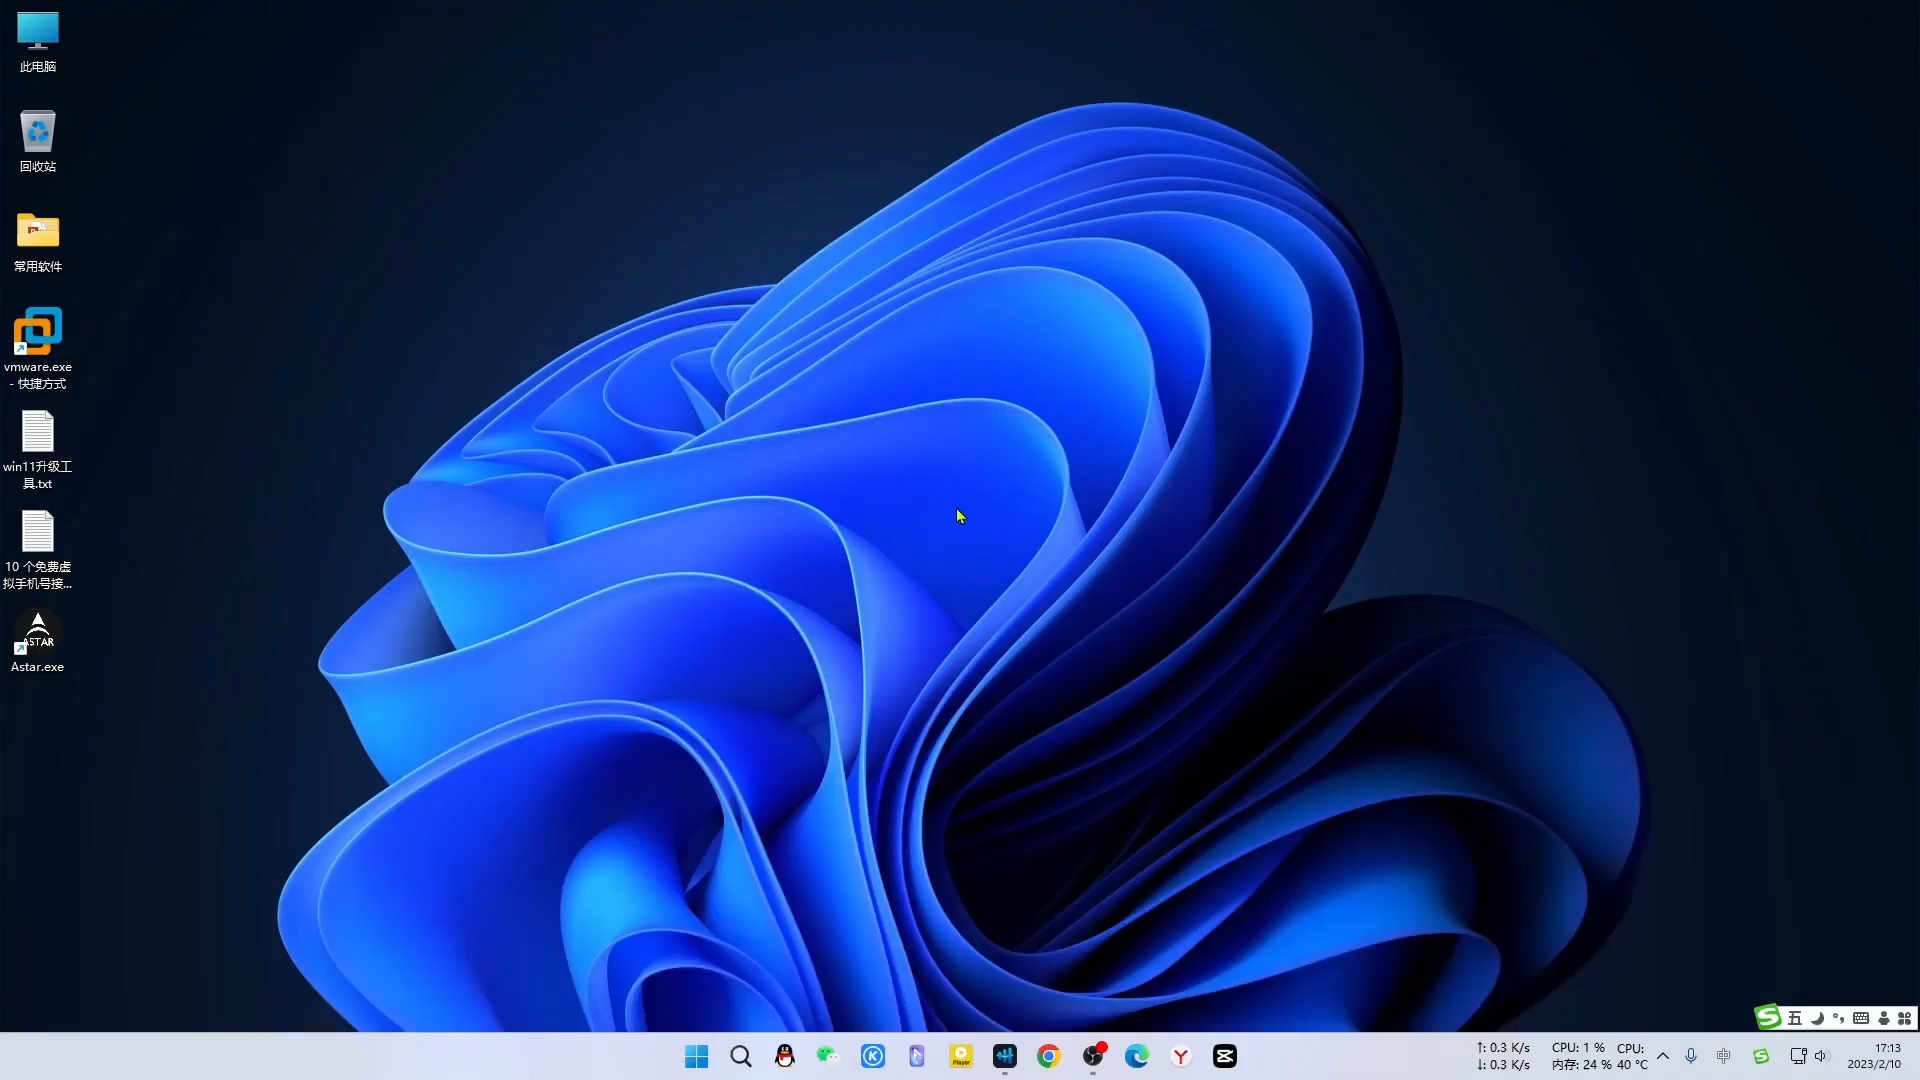 此电脑
回收站
常用软件
vmware.exe
- 快捷方式
win11升级工
具.txt
10 个免费虚
拟手机号接...
ASTAR
Astar.exe
五
Player
↑: 0.3 K/s
↓: 0.3 K/s
CPU: 1 %
内存: 24 %
CPU:
40 °C
中
17:13
2023/2/10